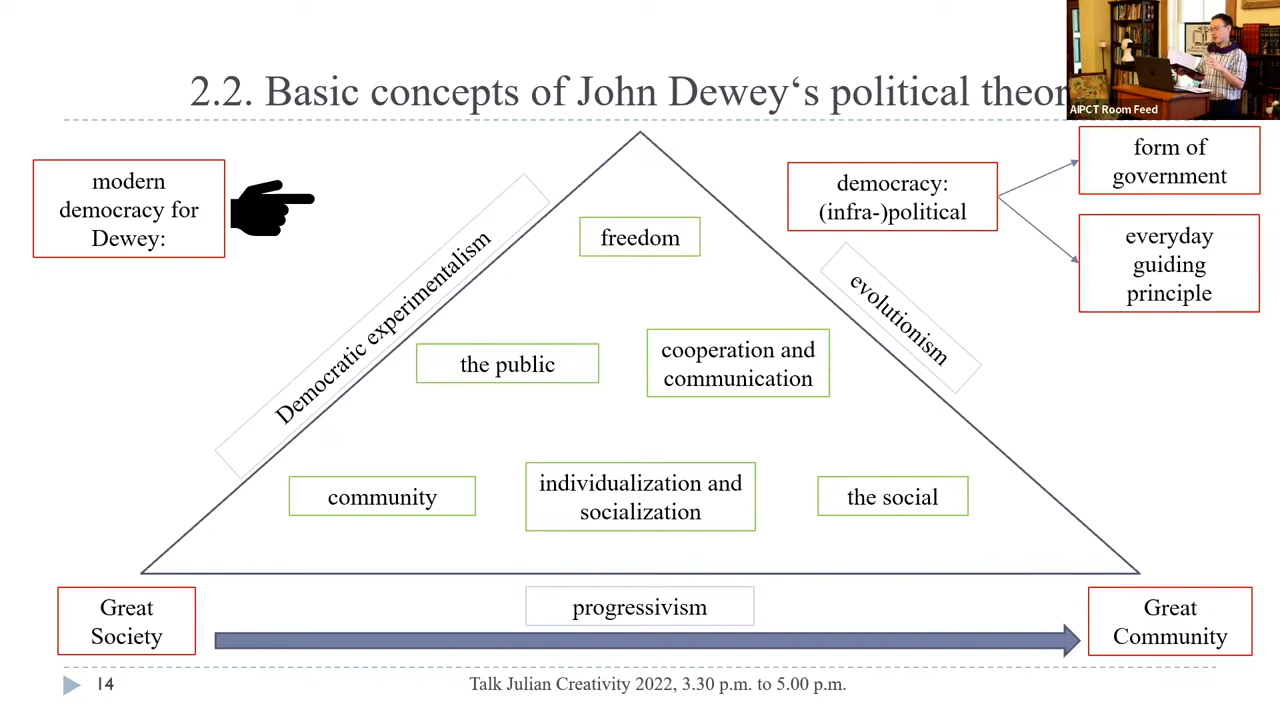 2.2. Basic concepts of John Dewey‘s political theor
AIPCT Room Feed
modern
democracy for
Dewey:
democracy:
(infra-)political
form of
government
everyday
guiding
principle
Democratic experimentalism
evolutionism
freedom
the public
cooperation and
communication
community
individualization and
socialization
the social
Great
Society
progressivism
Great
Community
14
Talk Julian Creativity 2022, 3.30 p.m. to 5.00 p.m.